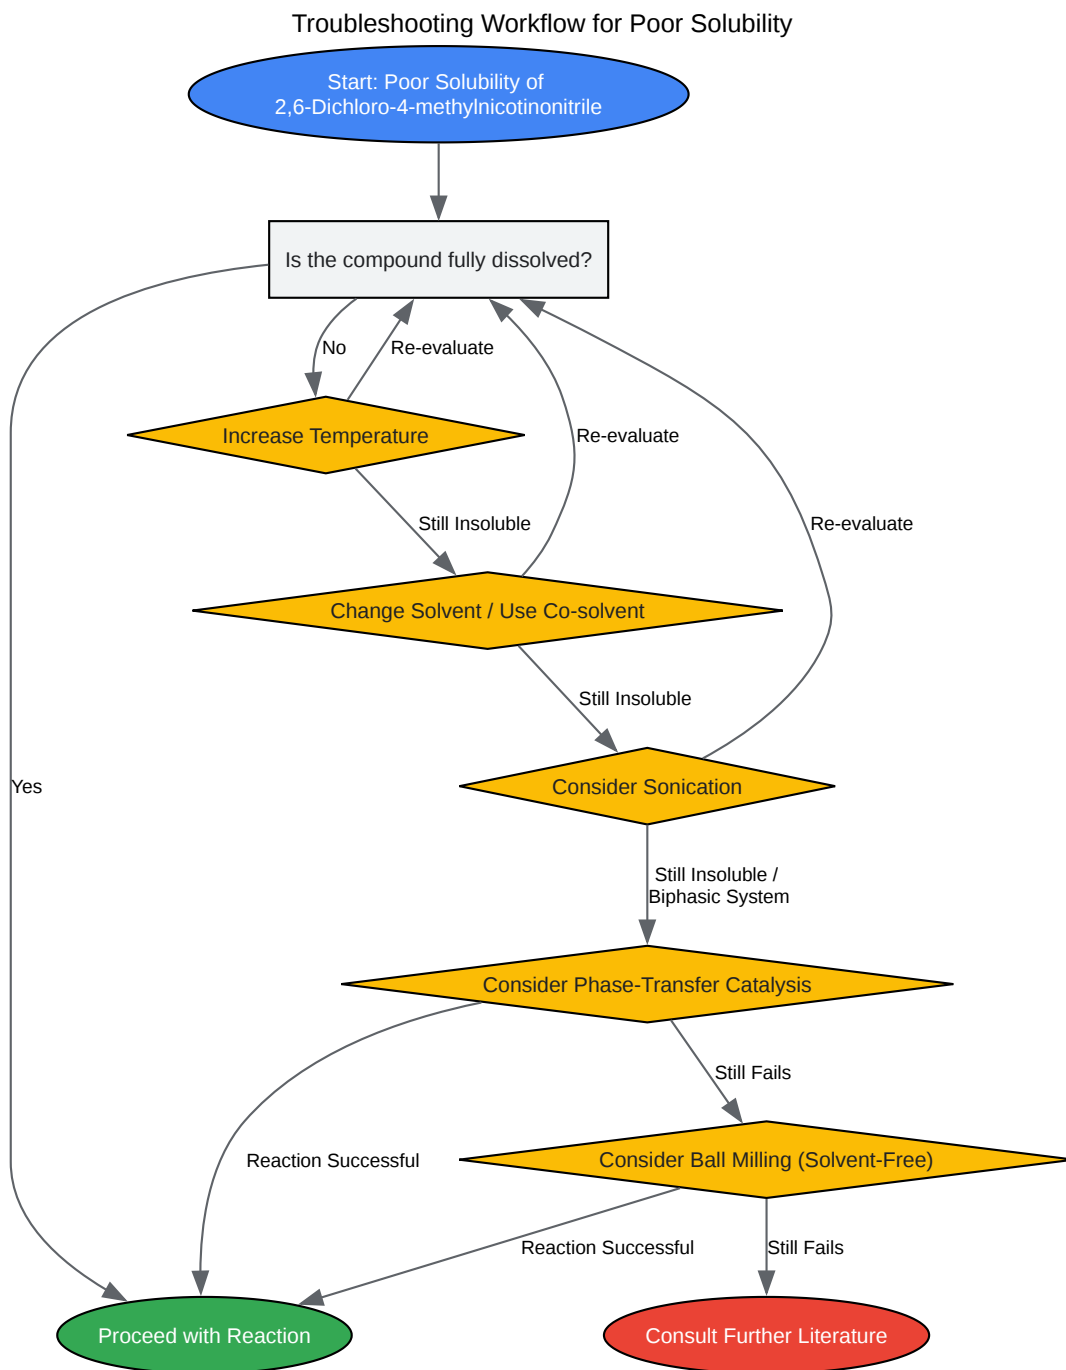 Troubleshooting Workflow for Poor Solubility
Start: Poor Solubility of
2,6-Dichloro-4-methylnicotinonitrile
Is the compound fully dissolved?
No
Re-evaluate
Increase Temperature
Re-evaluate
Still Insoluble
Re-evaluate
Change Solvent / Use Co-solvent
Still Insoluble
Yes
Consider Sonication
Still Insoluble /
Biphasic System
Consider Phase-Transfer Catalysis
Still Fails
Reaction Successful
Consider Ball Milling (Solvent-Free)
Reaction Successful
Still Fails
Proceed with Reaction
Consult Further Literature